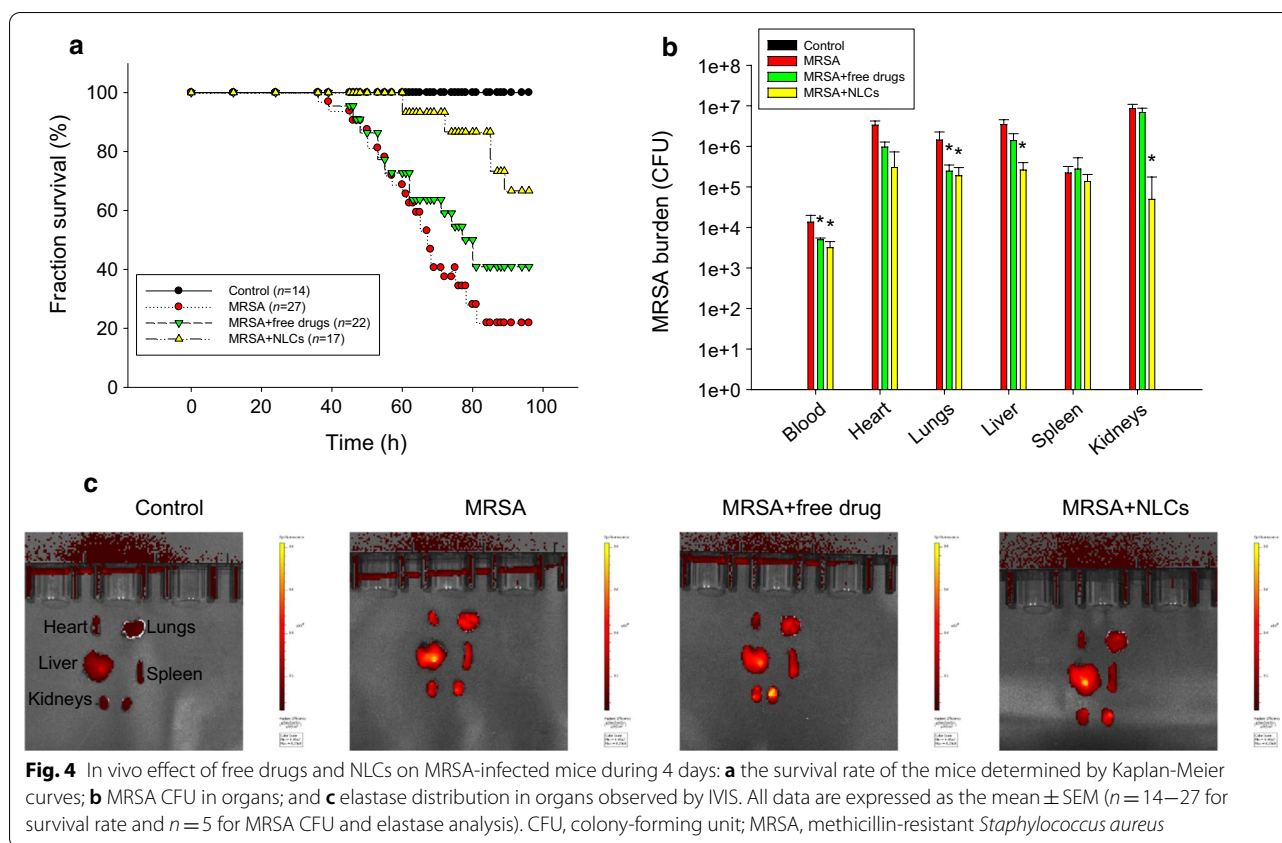 a
Fraction survival (%)
100
80
60
40
20
0
Control (n=14)
MRSA (n=27)
MRSA+free drugs (n=22)
MRSA+NLCs (n=17)
0 20 40 60 80 100
Time (h)
b
MRSA burden (CFU)
Control
MRSA
MRSA+free drugs
MRSA+NLCs
1e+8
1e+7
1e+6
1e+5
1e+4
1e+3
1e+2
1e+1
1e+0
* * * * * *
Blood Heart Lungs Liver Spleen Kidneys
c
Control MRSA MRSA+free drug MRSA+NLCs
Heart Lungs
Liver Spleen
Kidneys
Fig. 4 In vivo effect of free drugs and NLCs on MRSA-infected mice during 4 days: a the survival rate of the mice determined by Kaplan-Meier
curves; b MRSA CFU in organs; and c elastase distribution in organs observed by IVIS. All data are expressed as the mean ± SEM (n = 14–27 for
survival rate and n = 5 for MRSA CFU and elastase analysis). CFU, colony-forming unit; MRSA, methicillin-resistant Staphylococcus aureus